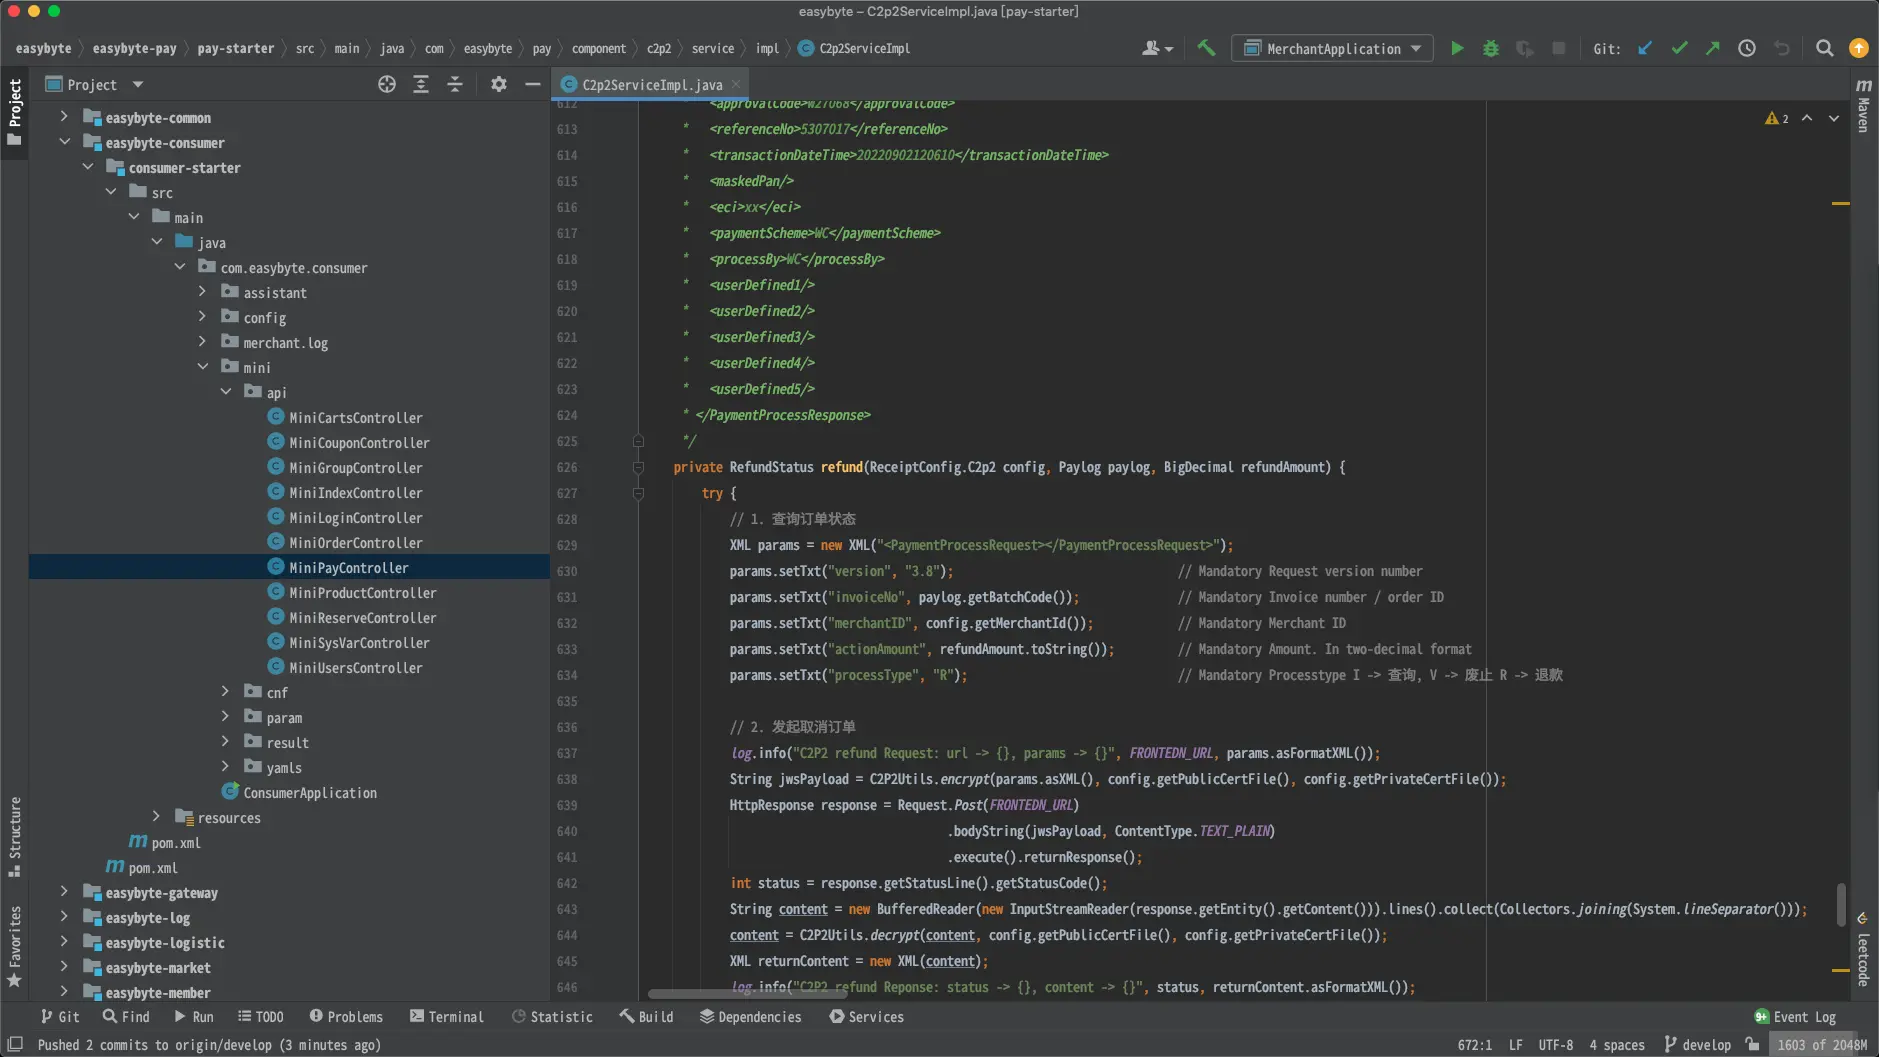 easybyte – C2p2ServiceImpl.java [pay-starter]
easybyte easybyte-pay pay-starter src main java com easybyte pay component c2p2 service impl C2p2ServiceImpl MerchantApplication Git:
Project
C2p2ServiceImpl.java
easybyte-common
easybyte-consumer
consumer-starter
src
main
java
com.easybyte.consumer
assistant
config
merchant.log
mini
api
MiniCartsController
MiniCouponController
MiniGroupController
MiniIndexController
MiniLoginController
MiniOrderController
MiniPayController
MiniProductController
MiniReserveController
MiniSysVarController
MiniUsersController
cnf
param
result
yamls
ConsumerApplication
resources
pom.xml
pom.xml
easybyte-gateway
easybyte-log
easybyte-logistic
easybyte-market
easybyte-member
612 * <approvalCode>W27068</approvalCode>
613 * <referenceNo>5307017</referenceNo>
614 * <transactionDateTime>20220902120610</transactionDateTime>
615 * <maskedPan/>
616 * <eci>xx</eci>
617 * <paymentScheme>WC</paymentScheme>
618 * <processBy>WC</processBy>
619 * <userDefined1/>
620 * <userDefined2/>
621 * <userDefined3/>
622 * <userDefined4/>
623 * <userDefined5/>
624 * </PaymentProcessResponse>
625 */
626 private RefundStatus refund(ReceiptConfig.C2p2 config, Paylog paylog, BigDecimal refundAmount) {
627 try {
628 // 1. 查询订单状态
629 XML params = new XML("<PaymentProcessRequest></PaymentProcessRequest>");
630 params.setTxt("version", "3.8"); // Mandatory Request version number
631 params.setTxt("invoiceNo", paylog.getBatchCode()); // Mandatory Invoice number / order ID
632 params.setTxt("merchantID", config.getMerchantId()); // Mandatory Merchant ID
633 params.setTxt("actionAmount", refundAmount.toString()); // Mandatory Amount. In two-decimal format
634 params.setTxt("processType", "R"); // Mandatory Processtype I -> 查询, V -> 废止 R -> 退款
635
636 // 2. 发起取消订单
637 log.info("C2P2 refund Request: url -> {}, params -> {}", FRONTEDN_URL, params.asFormatXML());
638 String jwsPayload = C2P2Utils.encrypt(params.asXML(), config.getPublicCertFile(), config.getPrivateCertFile());
639 HttpResponse response = Request.Post(FRONTEDN_URL)
640 .bodyString(jwsPayload, ContentType.TEXT_PLAIN)
641 .execute().returnResponse();
642 int status = response.getStatusLine().getStatusCode();
643 String content = new BufferedReader(new InputStreamReader(response.getEntity().getContent())).lines().collect(Collectors.joining(System.lineSeparator()));
644 content = C2P2Utils.decrypt(content, config.getPublicCertFile(), config.getPrivateCertFile());
645 XML returnContent = new XML(content);
646 log.info("C2P2 refund Reponse: status -> {}, content -> {}", status, returnContent.asFormatXML());
2
Project
Structure
Favorites
Maven
leetcode
Git Find Run TODO Problems Terminal Statistic Build Dependencies Services 9+ Event Log
Pushed 2 commits to origin/develop (3 minutes ago) 672:1 LF UTF-8 4 spaces develop 1603 of 2048M